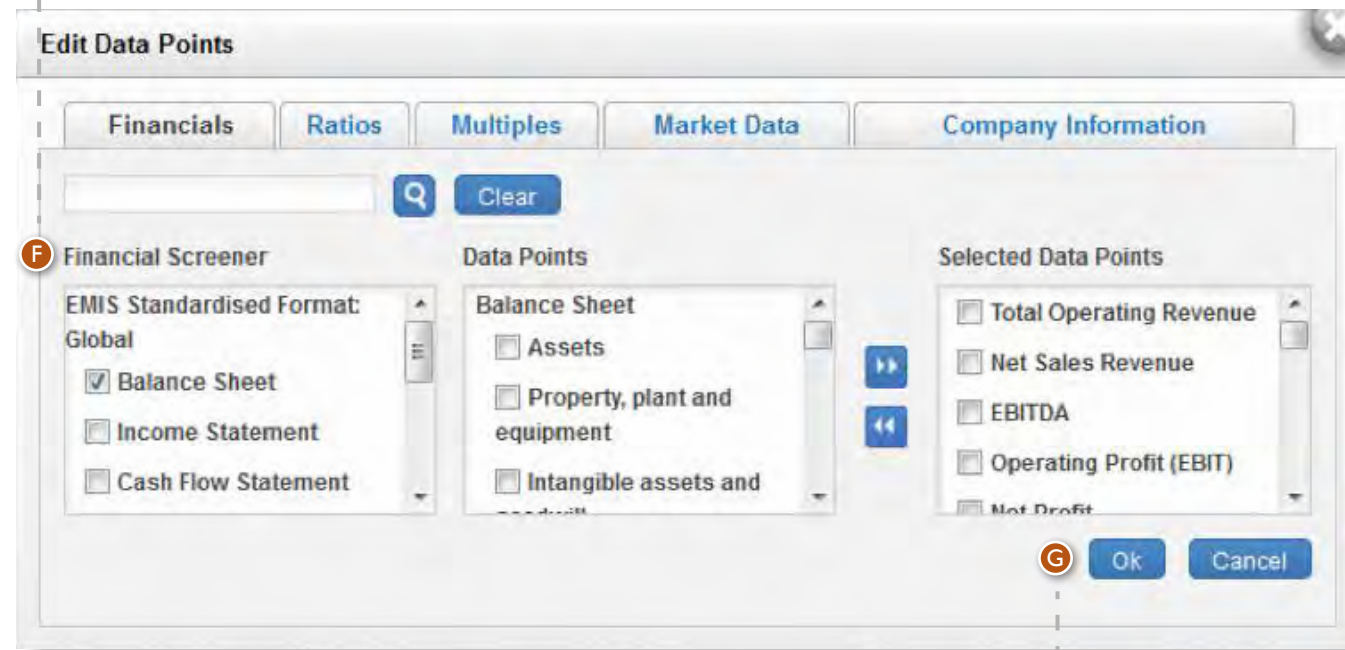 Edit Data Points
Financials
Ratios
Multiples
Market Data
Company Information
Clear
F
Financial Screener
EMIS Standardised Format:
Global
Balance Sheet
Income Statement
Cash Flow Statement
Data Points
Balance Sheet
Assets
Property, plant and
equipment
Intangible assets and
Selected Data Points
Total Operating Revenue
Net Sales Revenue
EBITDA
Operating Profit (EBIT)
Net Profit
G
Ok
Cancel